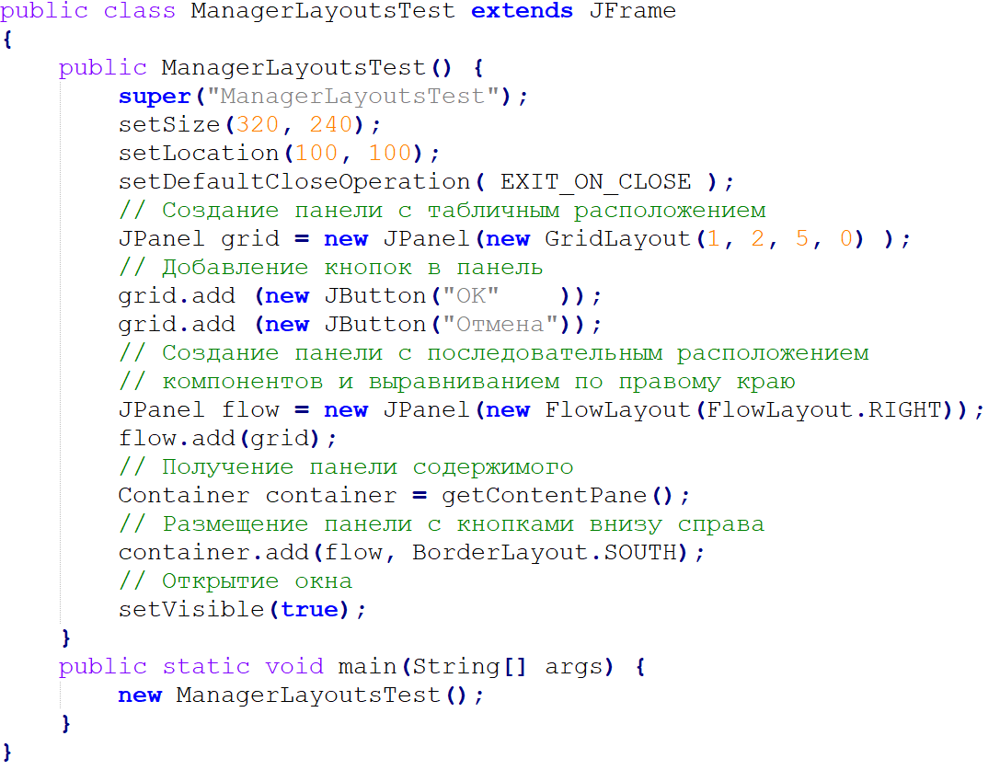 public class ManagerLayoutsTest extends JFrame
{
    public ManagerLayoutsTest() {
        super("ManagerLayoutsTest");
        setSize(320, 240);
        setLocation(100, 100);
        setDefaultCloseOperation( EXIT_ON_CLOSE );
        // Создание панели с табличным расположением
        JPanel grid = new JPanel(new GridLayout(1, 2, 5, 0) );
        // Добавление кнопок в панель
        grid.add (new JButton("OK"    ));
        grid.add (new JButton("Отмена"));
        // Создание панели с последовательным расположением
        // компонентов и выравниванием по правому краю
        JPanel flow = new JPanel(new FlowLayout(FlowLayout.RIGHT));
        flow.add(grid);
        // Получение панели содержимого
        Container container = getContentPane();
        // Размещение панели с кнопками внизу справа
        container.add(flow, BorderLayout.SOUTH);
        // Открытие окна
        setVisible(true);
    }
    public static void main(String[] args) {
        new ManagerLayoutsTest();
    }
}